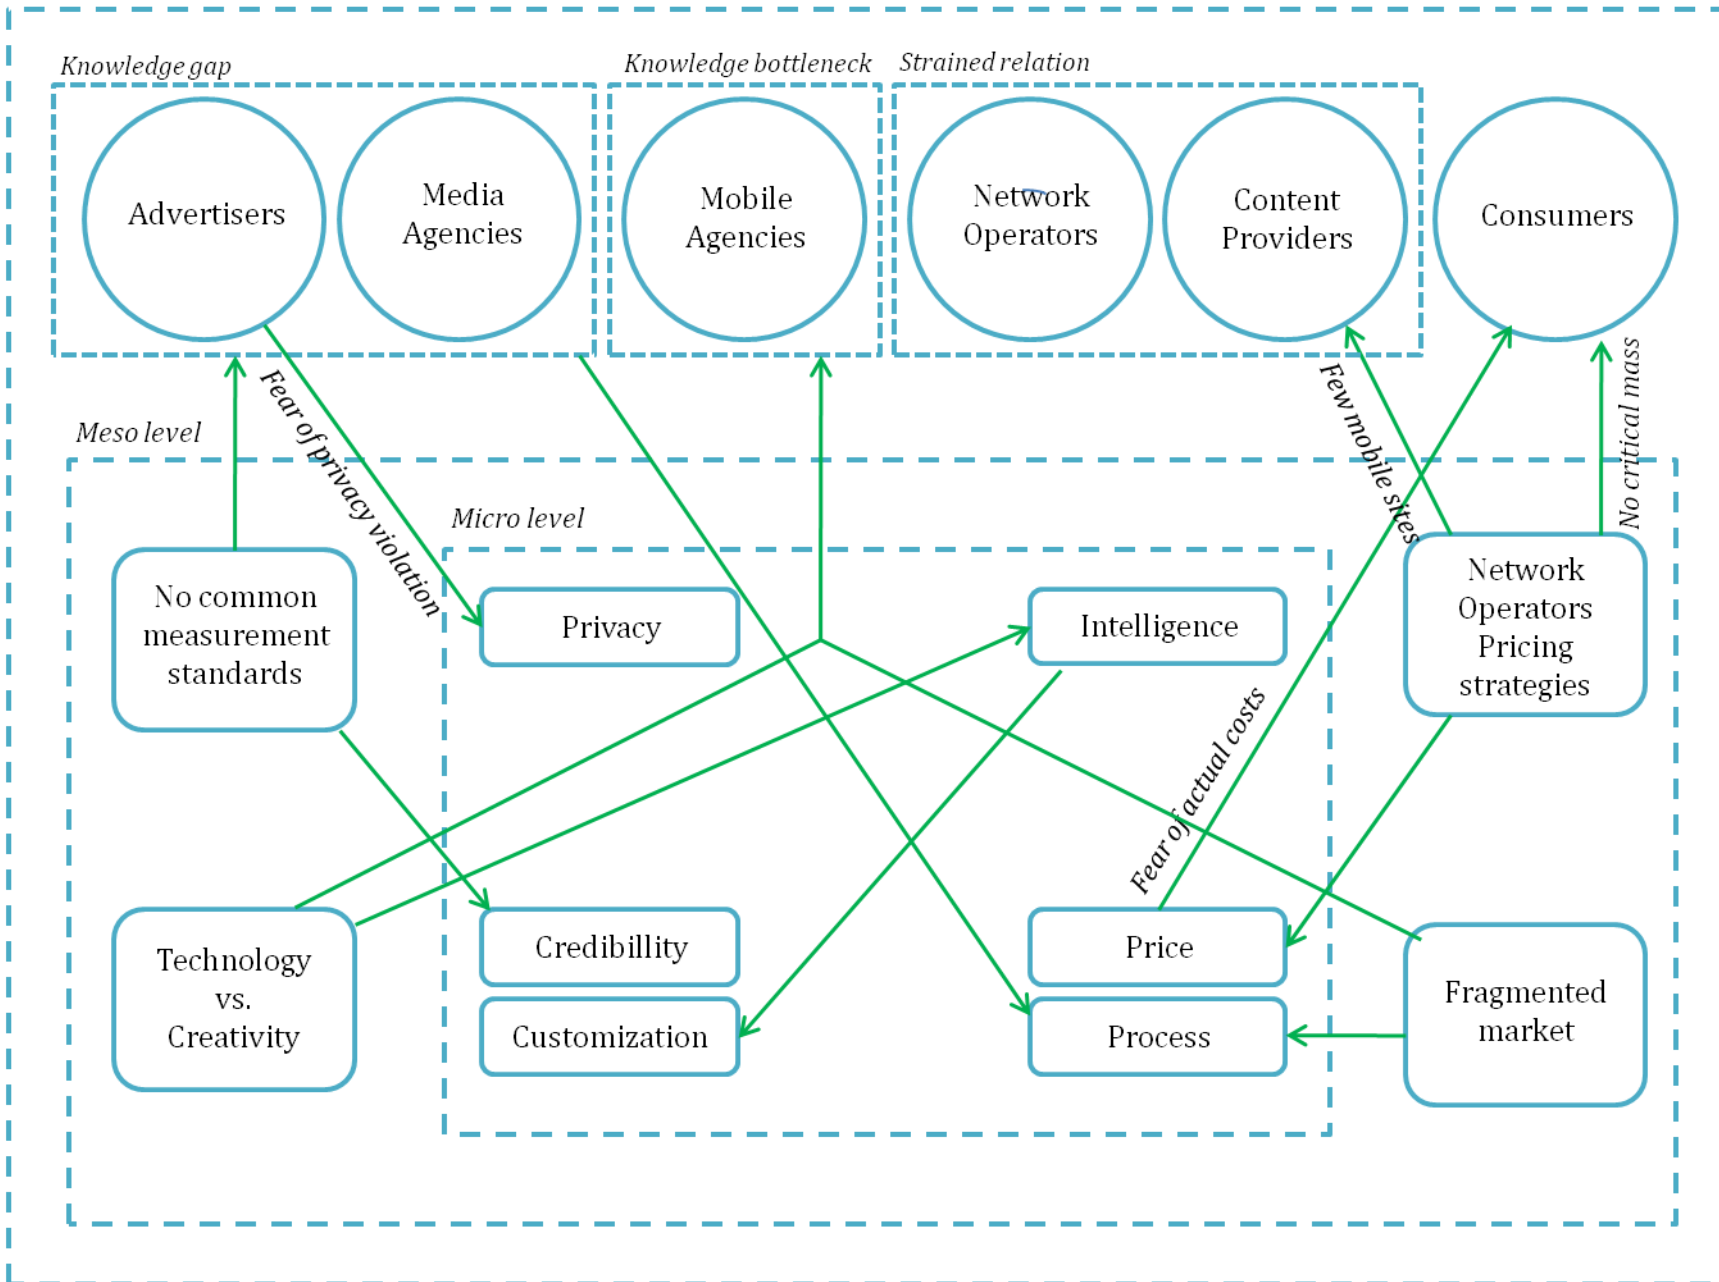 Knowledge gap
Knowledge bottleneck
Strained relation
Advertisers
Media
Agencies
Mobile
Agencies
Network
Operators
Content
Providers
Consumers
Meso level
Fear of privacy violation
Few mobile sites
No critical mass
Micro level
No common
measurement
standards
Privacy
Intelligence
Network
Operators
Pricing
strategies
Fear of actual costs
Technology
vs.
Creativity
Credibillity
Customization
Price
Process
Fragmented
market